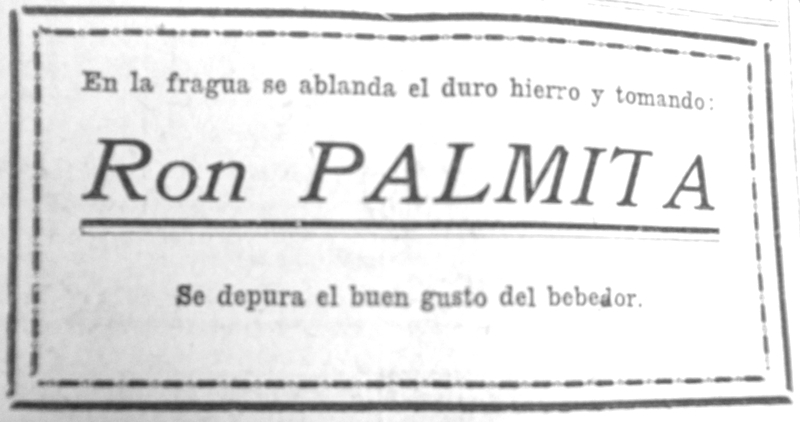 En la fragua se ablanda el duro hierro y tomando:
Ron PALMITA
Se depura el buen gusto del bebedor.